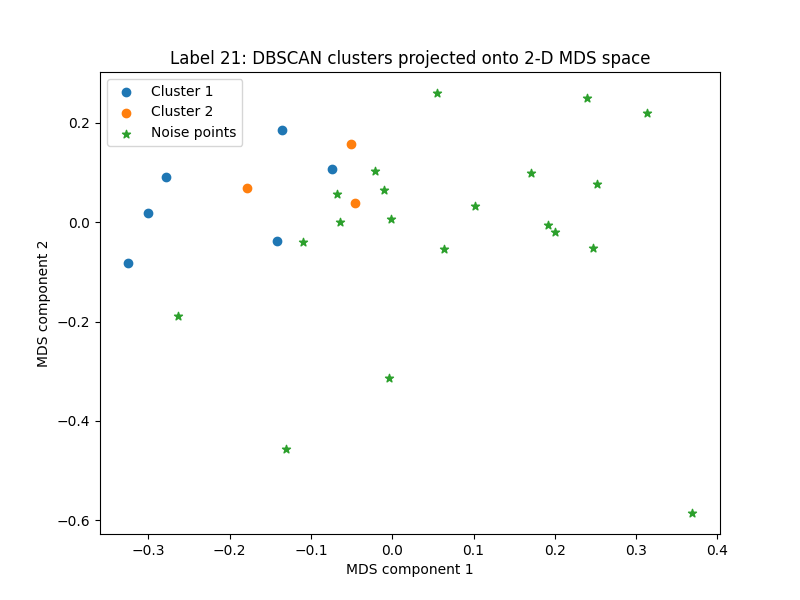 Label 21: DBSCAN clusters projected onto 2-D MDS space
Cluster 1
Cluster 2
Noise points
0.2
0.0
−0.2
−0.4
−0.6
MDS component 2
−0.3
−0.2
−0.1
0.0
0.1
0.2
0.3
0.4
MDS component 1